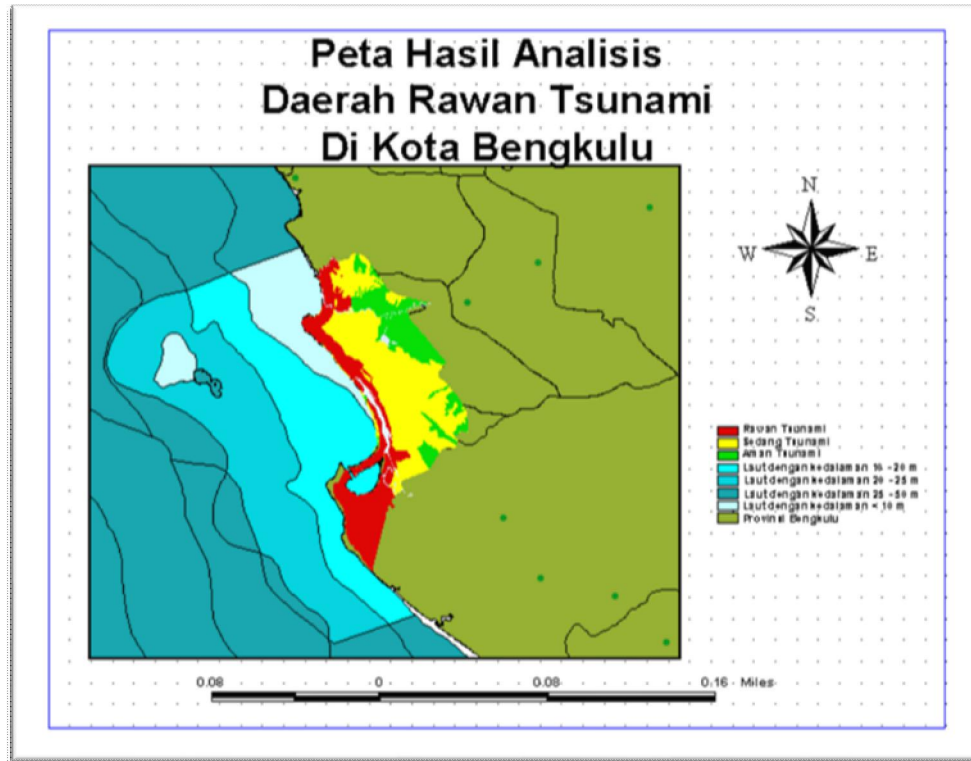 Peta Hasil Analisis
Daerah Rawan Tsunami
Di Kota Bengkulu
N
W E
S
Rawan Tsunami
Sedang Tsunami
Aman Tsunami
Laut dengan kedalaman 15 - 20 m
Laut dengan kedalaman 20 - 25 m
Laut dengan kedalaman 25 - 50 m
Laut dengan kedalaman < 10 m
Provinsi Bengkulu
0.08 0 0.08 0.16 Miles